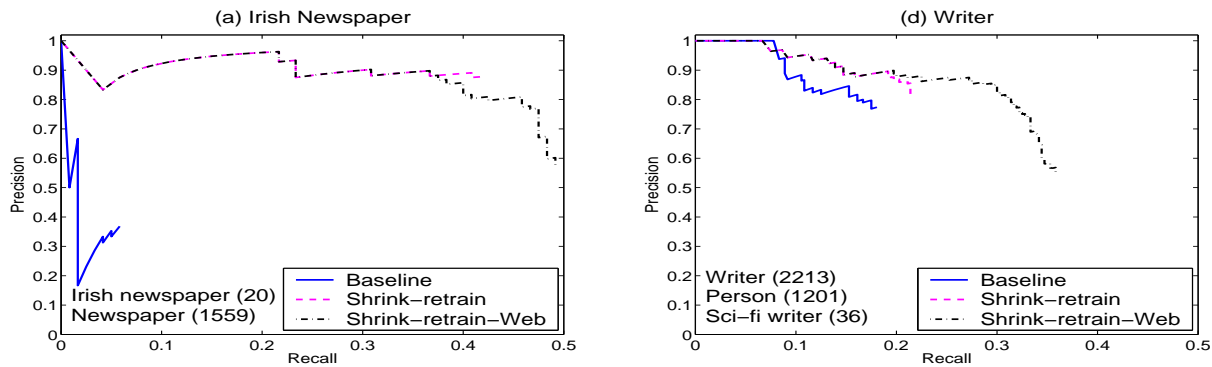 (a) Irish Newspaper
1
0.9
0.8
0.7
0.6
0.5
0.4
0.3
0.2
0.1
0
Precision
Irish newspaper (20)
Newspaper (1559)
Baseline
Shrink−retrain
Shrink−retrain−Web
0 0.1 0.2 0.3 0.4 0.5
Recall
(d) Writer
1
0.9
0.8
0.7
0.6
0.5
0.4
0.3
0.2
0.1
0
Precision
Writer (2213)
Person (1201)
Sci−fi writer (36)
Baseline
Shrink−retrain
Shrink−retrain−Web
0 0.1 0.2 0.3 0.4 0.5
Recall